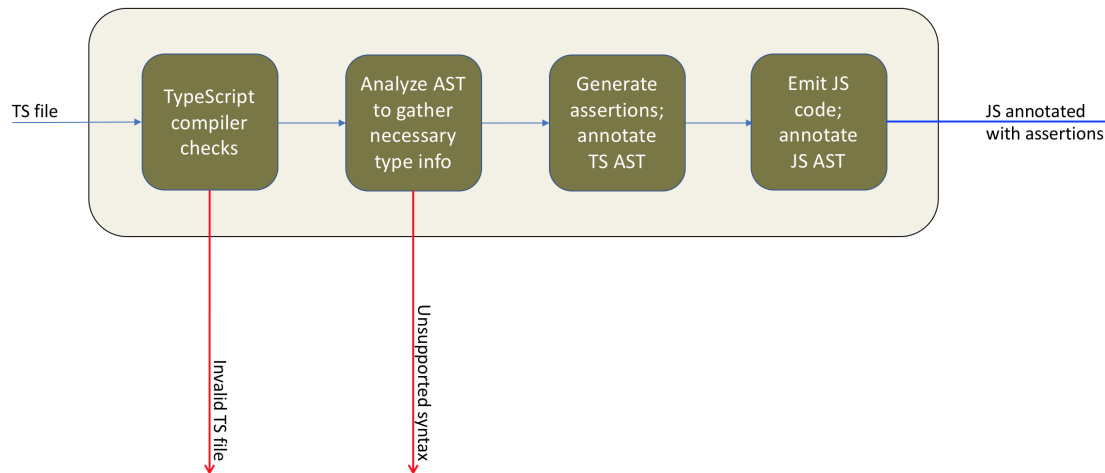 TS file
TypeScript
compiler
checks
Analyze AST
to gather
necessary
type info
Generate
assertions;
annotate
TS AST
Emit JS
code;
annotate
JS AST
JS annotated
with assertions
Invalid TS file
Unsupported syntax